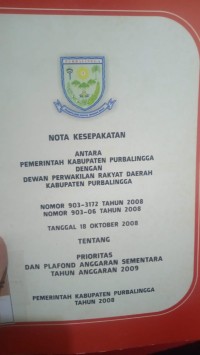 NOTA KESEPAKATAN
ANTARA
PEMERINTAH KABUPATEN PURBALINGGA
DENGAN
DEWAN PERWAKILAN RAKYAT DAERAH
KABUPATEN PURBALINGGA
NOMOR 903-3172 TAHUN 2008
NOMOR 903-06 TAHUN 2008
TANGGAL 18 OKTOBER 2008
TENTANG
PRIORITAS
DAN PLAFOND ANGGARAN SEMENTARA
TAHUN ANGGARAN 2009
PEMERINTAH KABUPATEN PURBALINGGA
TAHUN 2008